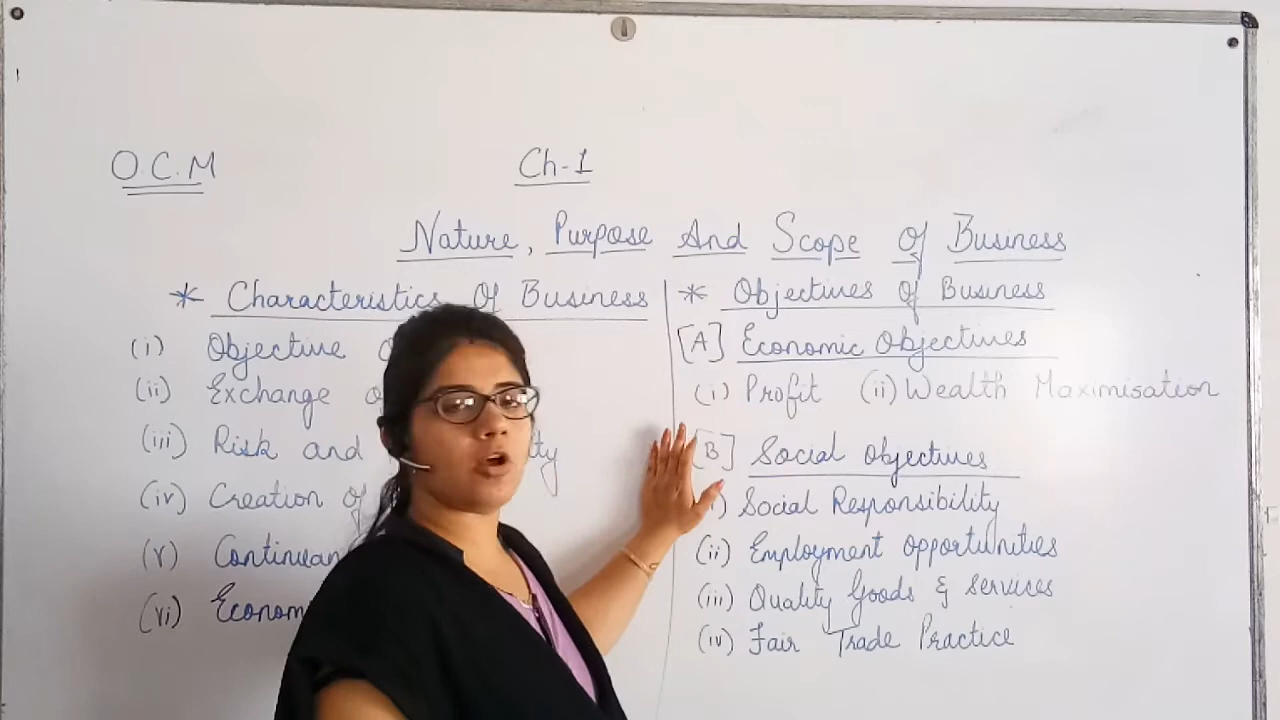 O.C.M
Ch-1
Nature, Purpose And Scope Of Business
* Characteristics Of Business
(i) Objective
(ii) Exchange
(iii) Risk and
(iv) Creation of
(v)
(vi)
* Objectives Of Business
[A] Economic Objectives
(i) Profit (ii) Wealth Maximisation
[B] Social Objectives
Social Responsibility
(ii) Employment opportunities
(iii) Quality Goods & Services
(iv) Fair Trade Practice